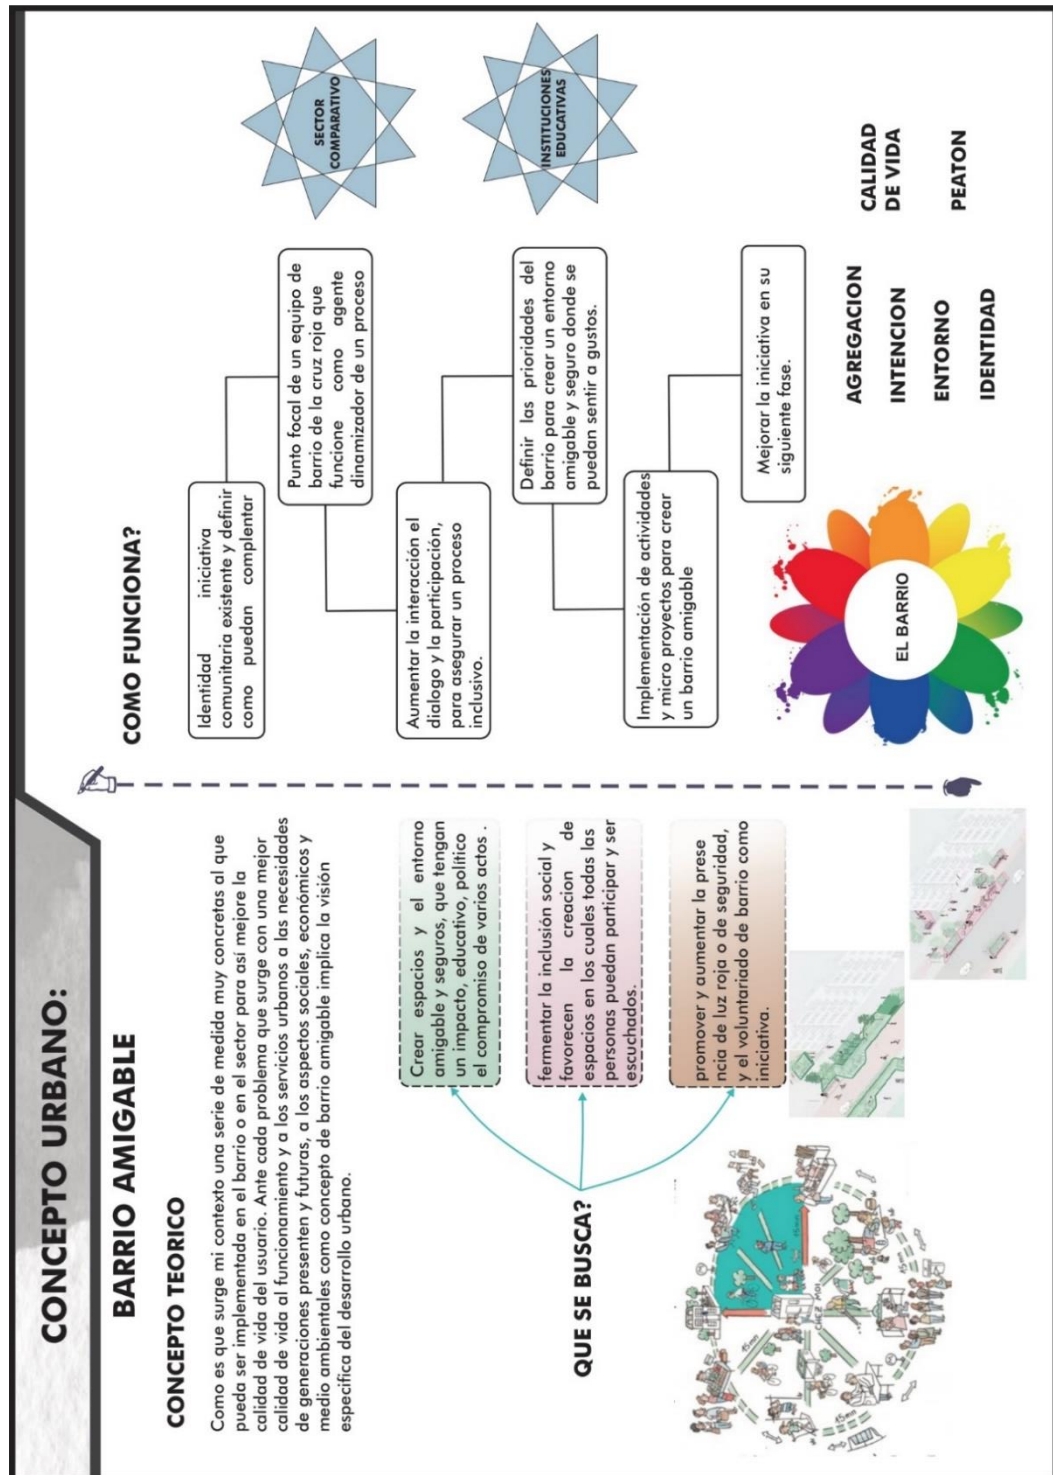 CONCEPTO URBANO:
BARRIO AMIGABLE
CONCEPTO TEORICO
Como es que surge mi contexto una serie de medida muy concretas al que
pueda ser implementada en el barrio o en el sector para así mejore la
calidad de vida del usuario. Ante cada problema que surge con una mejor
calidad de vida al funcionamiento y a los servicios urbanos a las necesidades
de generaciones presenten y futuras, a los aspectos sociales, económicos y
medio ambientales como concepto de barrio amigable implica la visión
especifica del desarrollo urbano.
QUE SE BUSCA?
Crear espacios y el entorno
amigable y seguros, que tengan
un impacto, educativo, político
el compromiso de varios actos .
fermentar la inclusión social y
favorecen la creacion de
espacios en los cuales todas las
personas puedan participar y ser
escuchados.
promover y aumentar la prese
ncia de luz roja o de seguridad,
y el voluntariado de barrio como
iniciativa.
15 min
15 min
15 min
CHEZ MOI
COMO FUNCIONA?
Identidad iniciativa
comunitaria existente y definir
como puedan complentar
Punto focal de un equipo de
barrio de la cruz roja que
funcione como agente
dinamizador de un proceso
Aumentar la interacción el
dialogo y la participación,
para asegurar un proceso
inclusivo.
Definir las prioridades del
barrio para crear un entorno
amigable y seguro donde se
puedan sentir a gustos.
Implementación de actividades
y micro proyectos para crear
un barrio amigable
Mejorar la iniciativa en su
siguiente fase.
SECTOR
COMPARATIVO
INSTITUCIONES
EDUCATIVAS
EL BARRIO
AGREGACION
INTENCION
ENTORNO
IDENTIDAD
CALIDAD
DE VIDA
PEATON